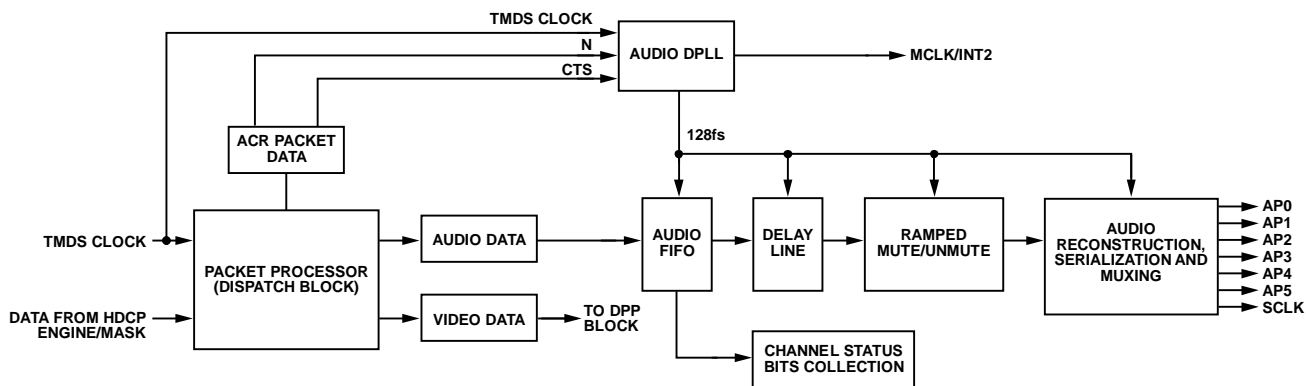 TMDS CLOCK
N
CTS
AUDIO DPLL
MCLK/INT2
ACR PACKET
DATA
128fs
TMDS CLOCK
DATA FROM HDCP
ENGINE/MASK
PACKET PROCESSOR
(DISPATCH BLOCK)
AUDIO DATA
VIDEO DATA
TO DPP
BLOCK
AUDIO
FIFO
DELAY
LINE
RAMPED
MUTE/UNMUTE
AUDIO
RECONSTRUCTION,
SERIALIZATION AND
MUXING
AP0
AP1
AP2
AP3
AP4
AP5
SCLK
CHANNEL STATUS
BITS COLLECTION